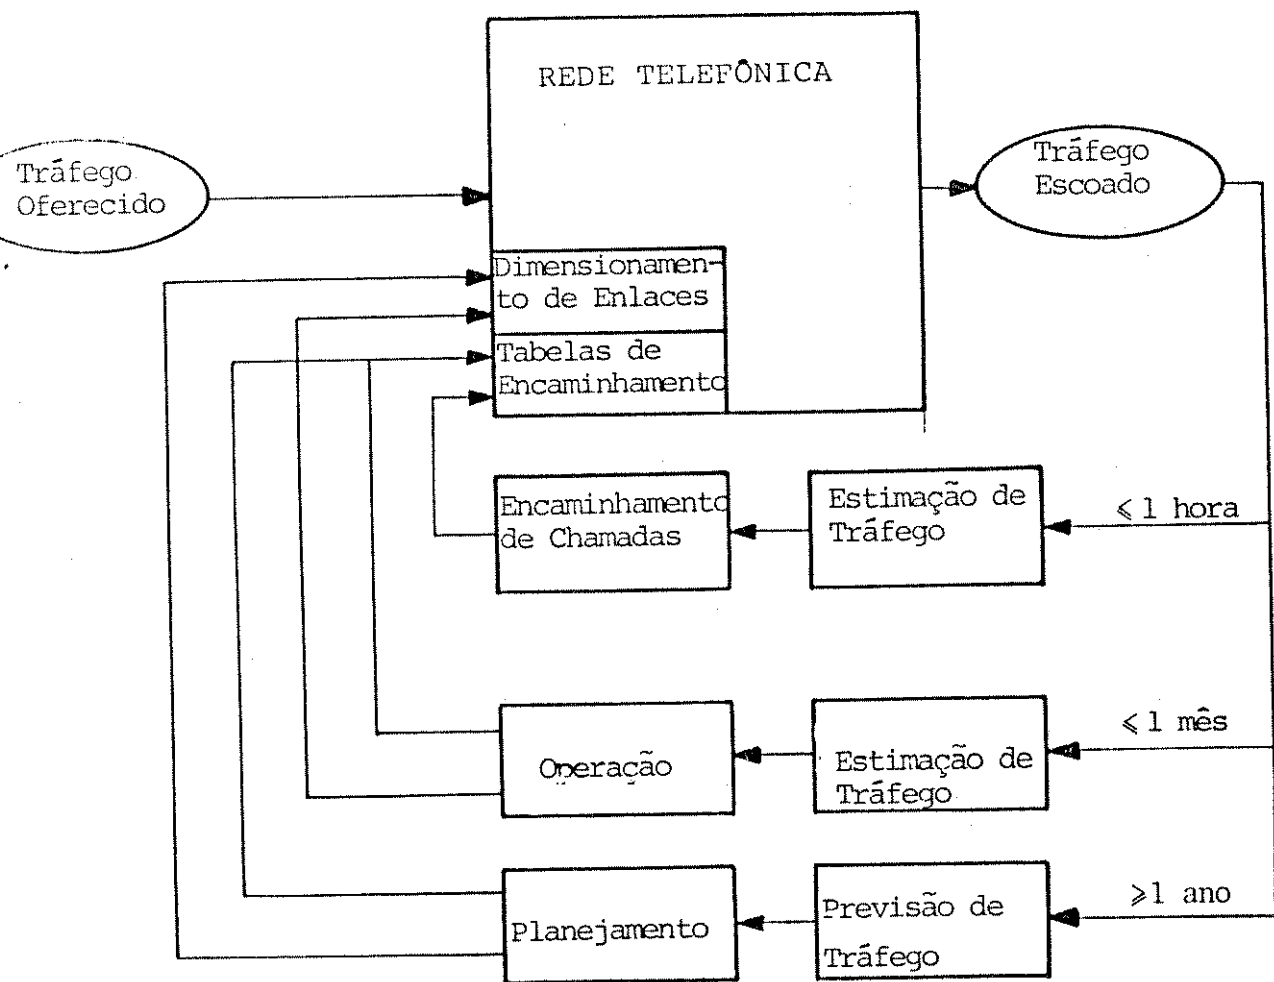 REDE TELEFÔNICA
Tráfego
Oferecido
Tráfego
Escoado
Dimensionamen-
to de Enlaces
Tabelas de
Encaminhamento
Encaminhamento
de Chamadas
Estimação de
Tráfego
⩽ 1 hora
Operação
Estimação de
Tráfego
⩽ 1 mês
Planejamento
Previsão de
Tráfego
⩾1 ano